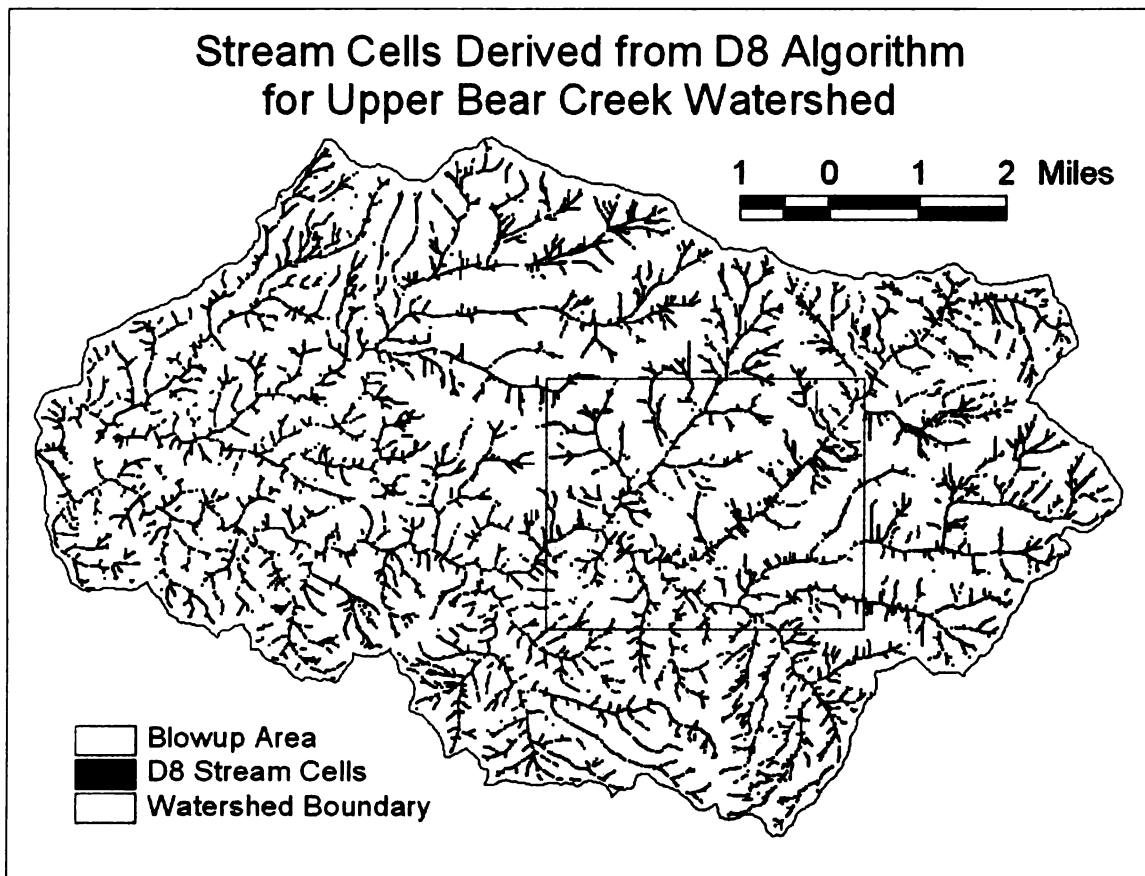 Stream Cells Derived from D8 Algorithm
for Upper Bear Creek Watershed
1 0 1 2 Miles
Blowup Area
D8 Stream Cells
Watershed Boundary